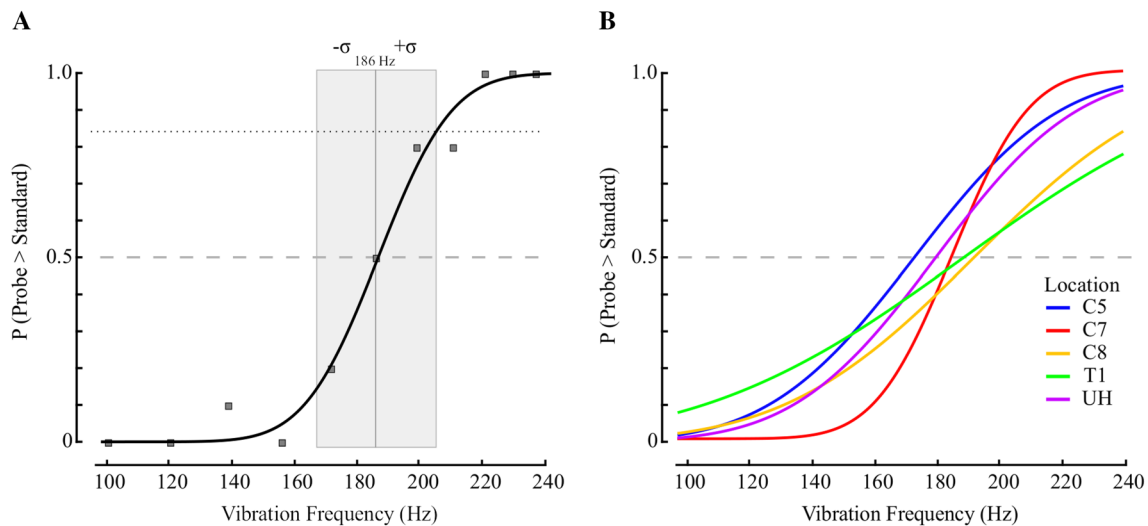 A
-σ +σ
186 Hz
1.0
0.5
0
P (Probe > Standard)
100 120 140 160 180 200 220 240
Vibration Frequency (Hz)
B
1.0
0.5
0
P (Probe > Standard)
Location
C5
C7
C8
T1
UH
100 120 140 160 180 200 220 240
Vibration Frequency (Hz)